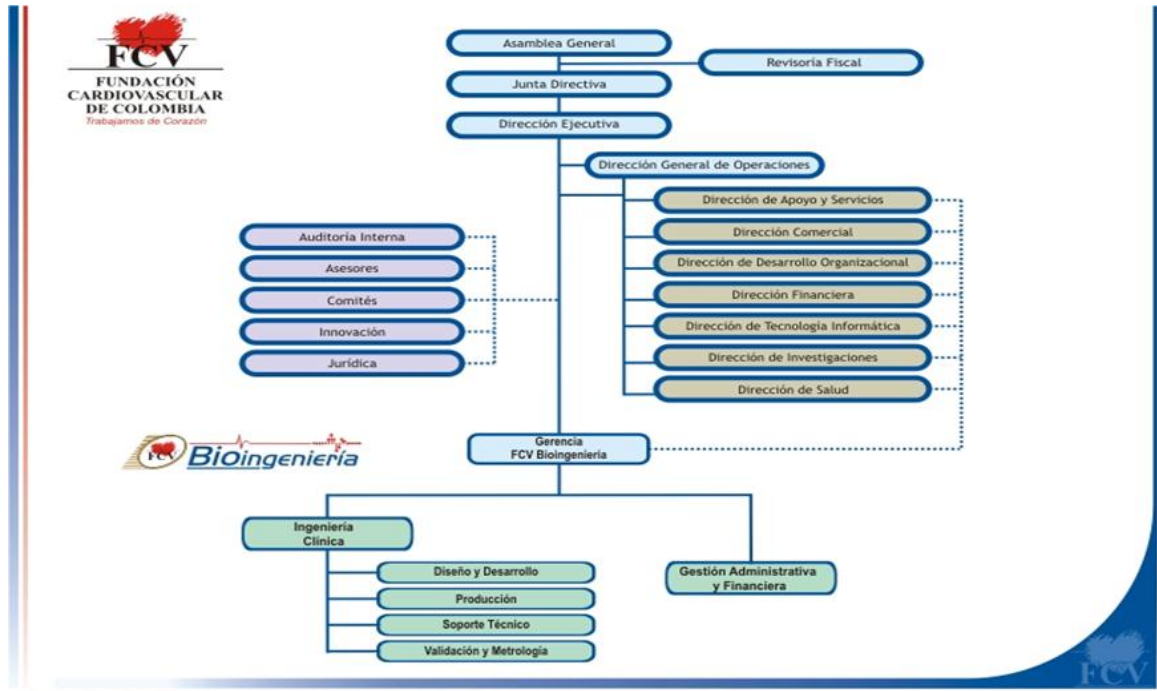 FCV
FUNDACIÓN
CARDIOVASCULAR
DE COLOMBIA
Trabajamos de Corazón
Asamblea General
Revisoría Fiscal
Junta Directiva
Dirección Ejecutiva
Dirección General de Operaciones
Dirección de Apoyo y Servicios
Dirección Comercial
Dirección de Desarrollo Organizacional
Dirección Financiera
Dirección de Tecnología Informática
Dirección de Investigaciones
Dirección de Salud
Auditoría Interna
Asesores
Comités
Innovación
Jurídica
FCV Bioingeniería
Gerencia
FCV Bioingeniería
Ingeniería
Clínica
Diseño y Desarrollo
Producción
Soporte Técnico
Validación y Metrología
Gestión Administrativa
y Financiera
FCV